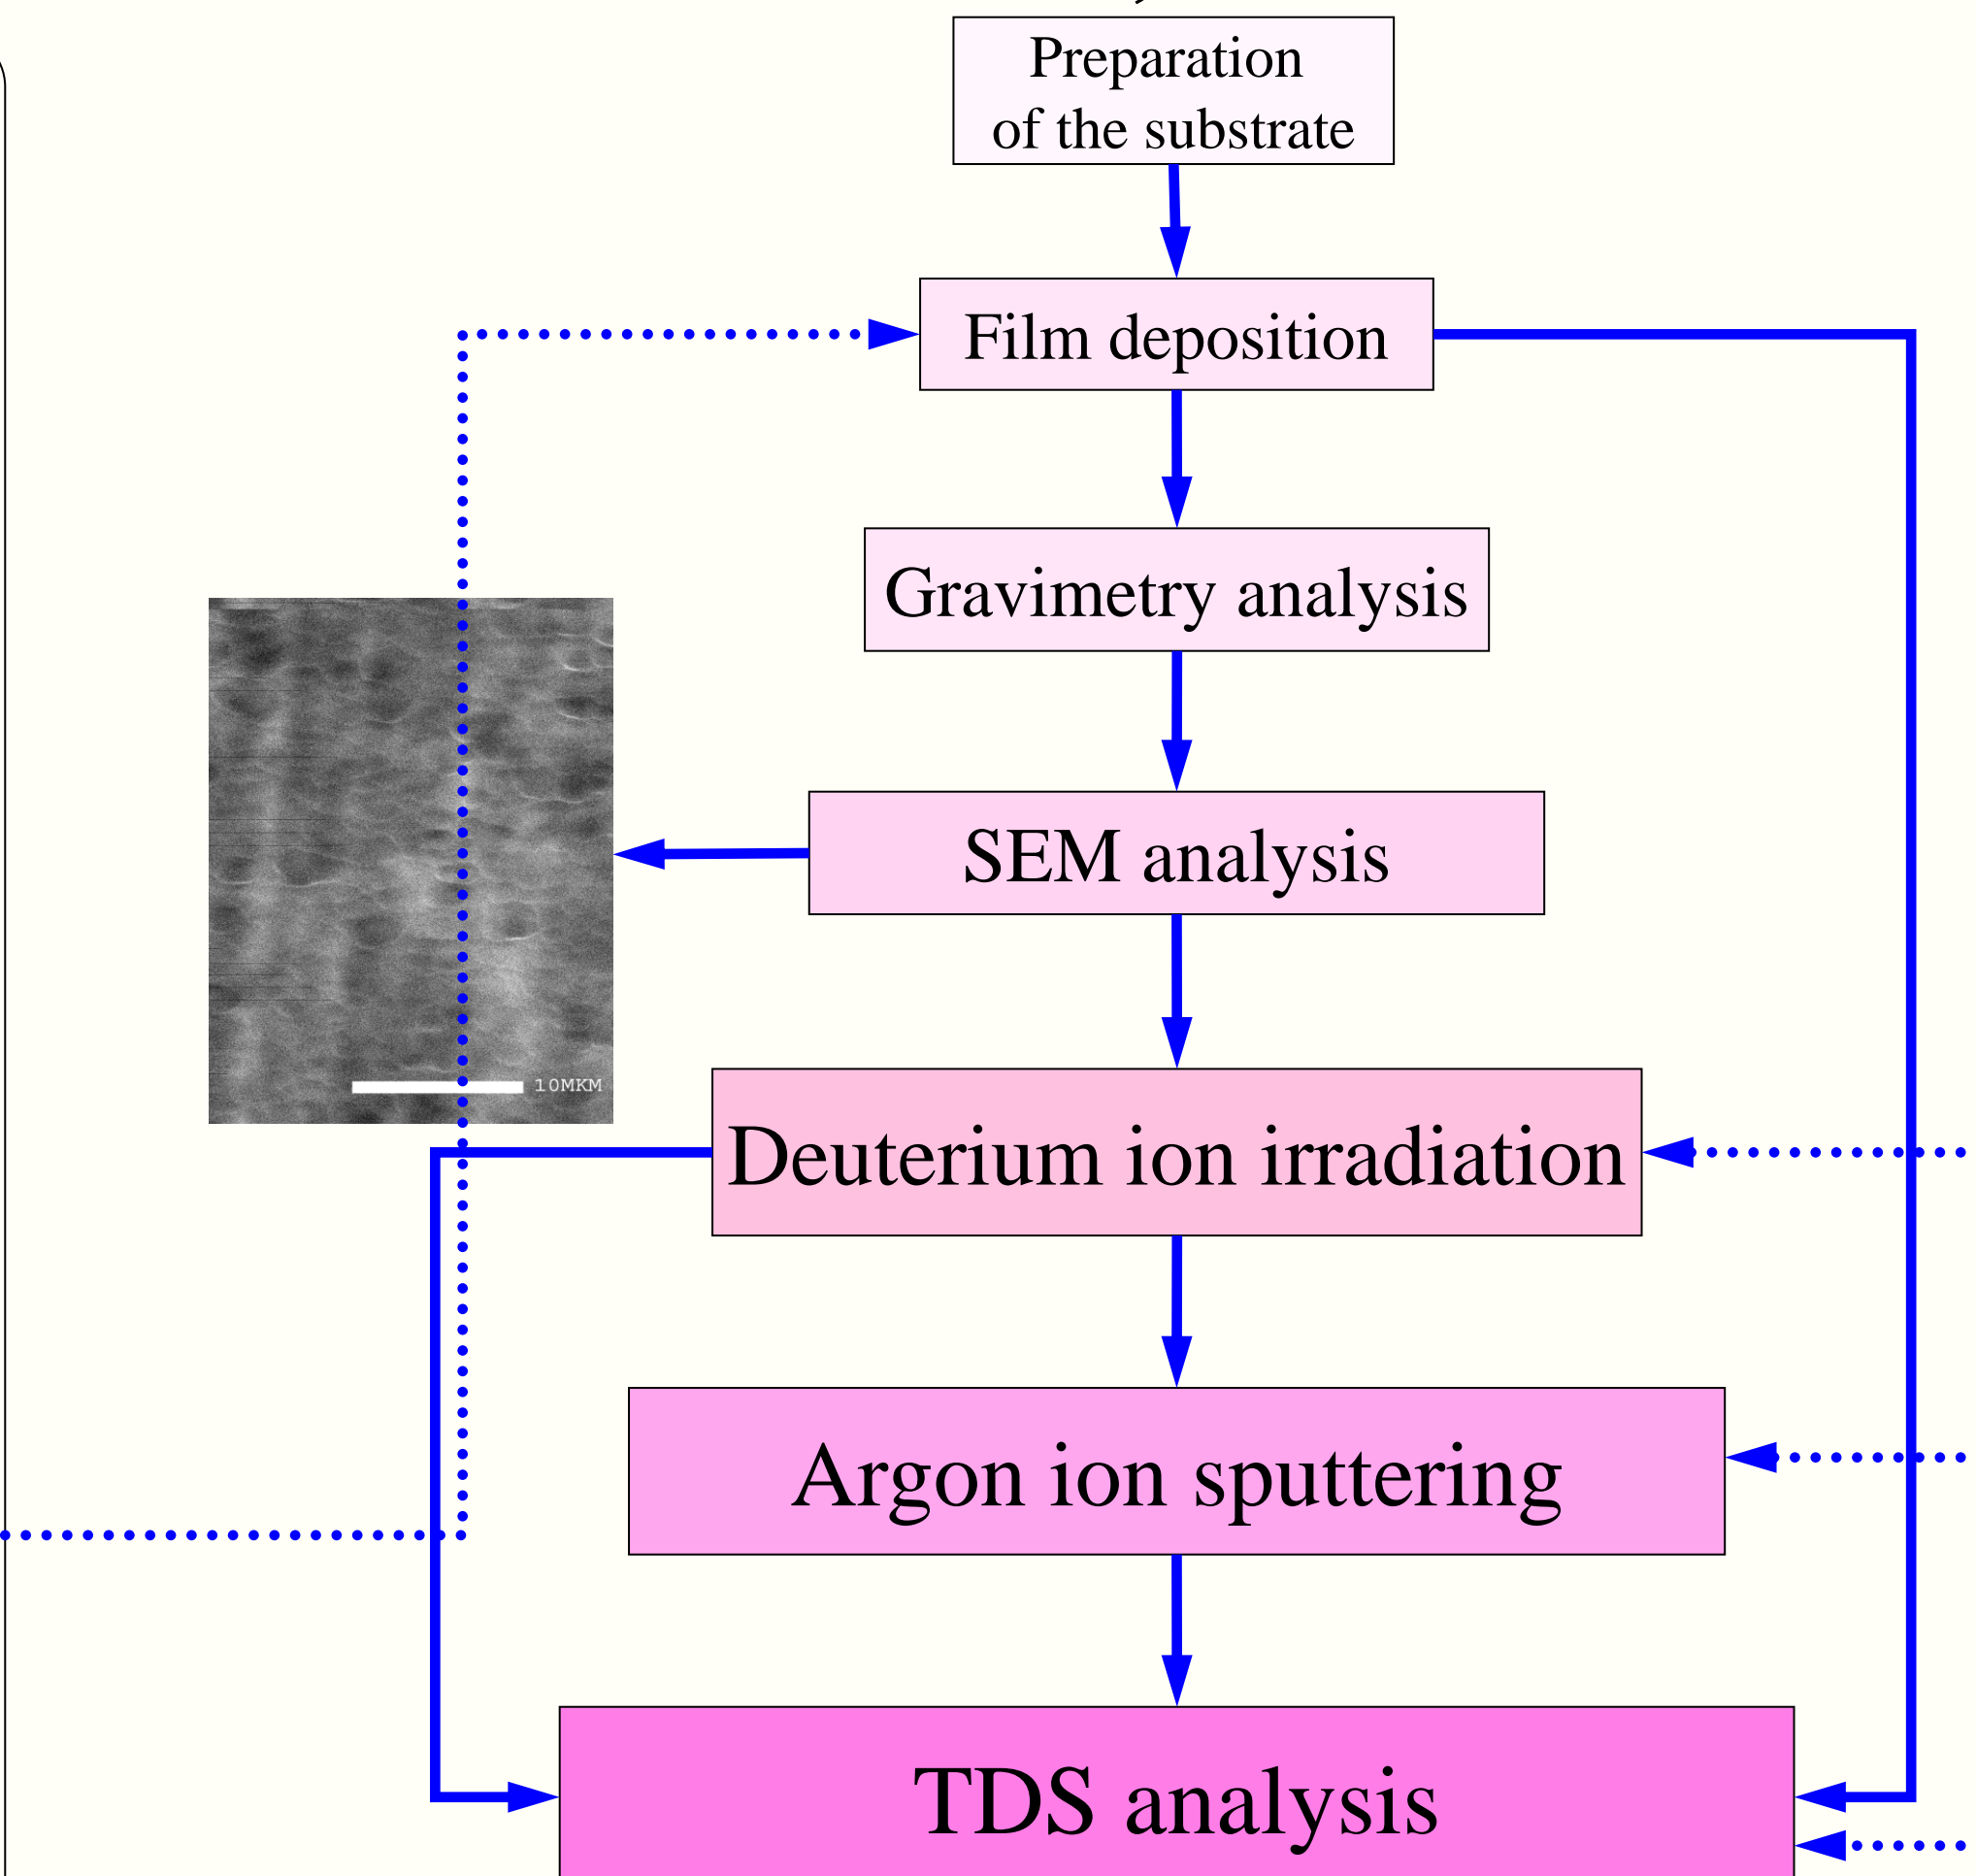 Preparation
of the substrate
Film deposition
Gravimetry analysis
SEM analysis
10MKM
Deuterium ion irradiation
Argon ion sputtering
TDS analysis